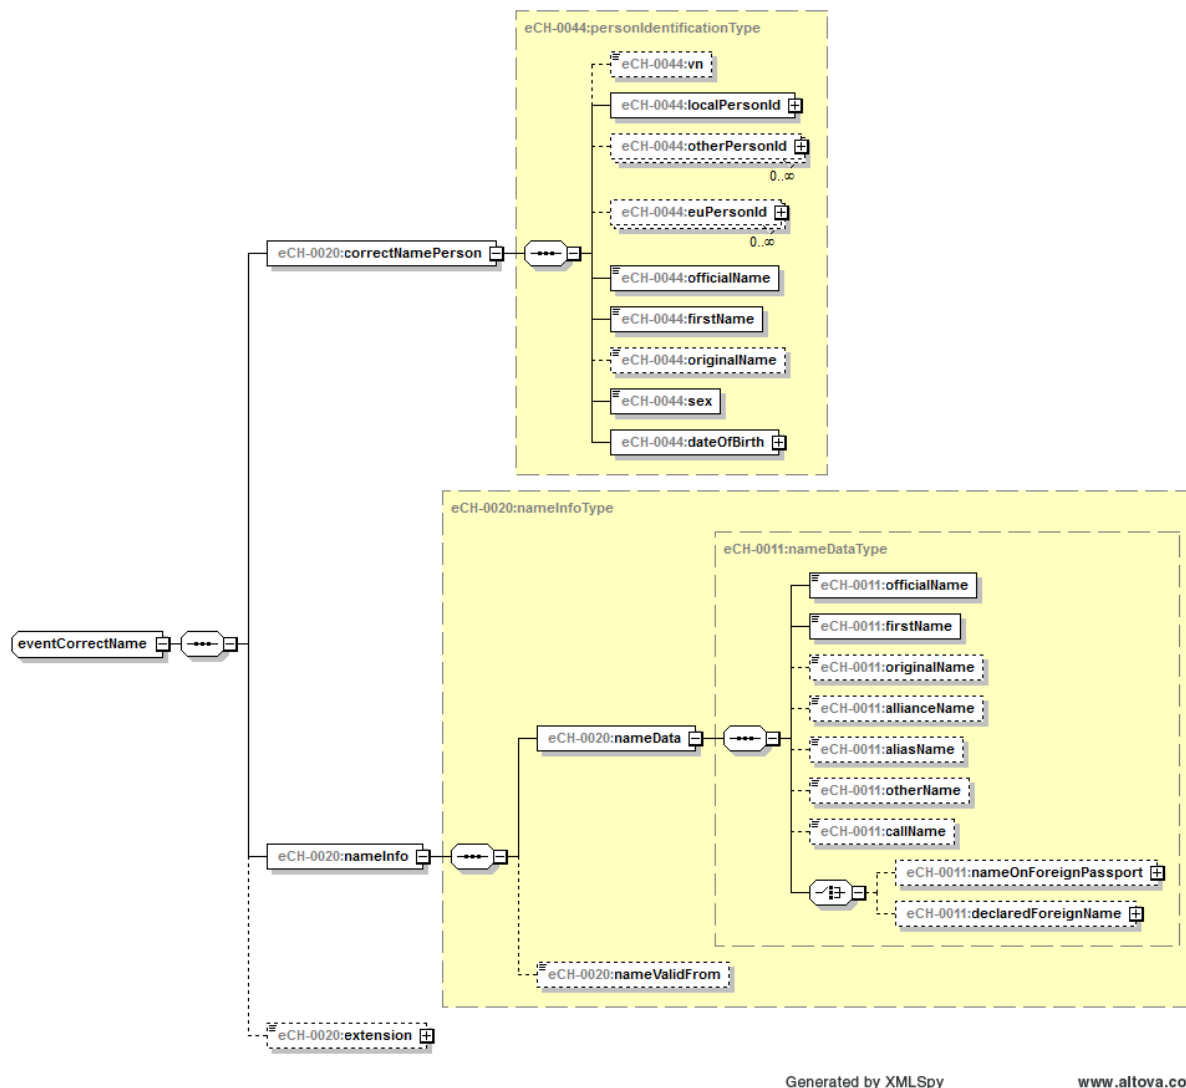 eCH-0044:personIdentificationType
eCH-0044:vn
eCH-0044:localPersonId
eCH-0044:otherPersonId
0..∞
eCH-0044:euPersonId
0..∞
eCH-0020:correctNamePerson
eCH-0044:officialName
eCH-0044:firstName
eCH-0044:originalName
eCH-0044:sex
eCH-0044:dateOfBirth
eCH-0020:nameInfoType
eCH-0011:nameDataType
eCH-0011:officialName
eCH-0011:firstName
eventCorrectName
eCH-0011:originalName
eCH-0011:allianceName
eCH-0020:nameData
eCH-0011:aliasName
eCH-0011:otherName
eCH-0011:callName
eCH-0020:nameInfo
eCH-0011:nameOnForeignPassport
eCH-0011:declaredForeignName
eCH-0020:nameValidFrom
eCH-0020:extension
Generated by XMLSpy www.altova.co